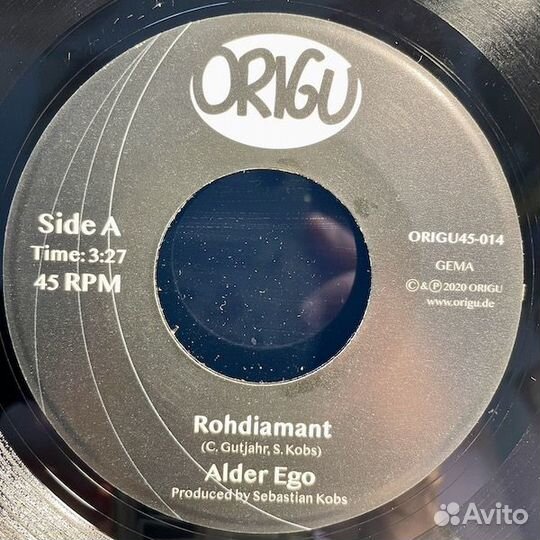 ORIGU
Side A
Time: 3:27
45 RPM
ORIGU45-014
GEMA
© & ℗ 2020 ORIGU
www.origu.de
Rohdiamant
(C. Gutjahr, S. Kobs)
Alder Ego
Produced by Sebastian Kobs
Avito